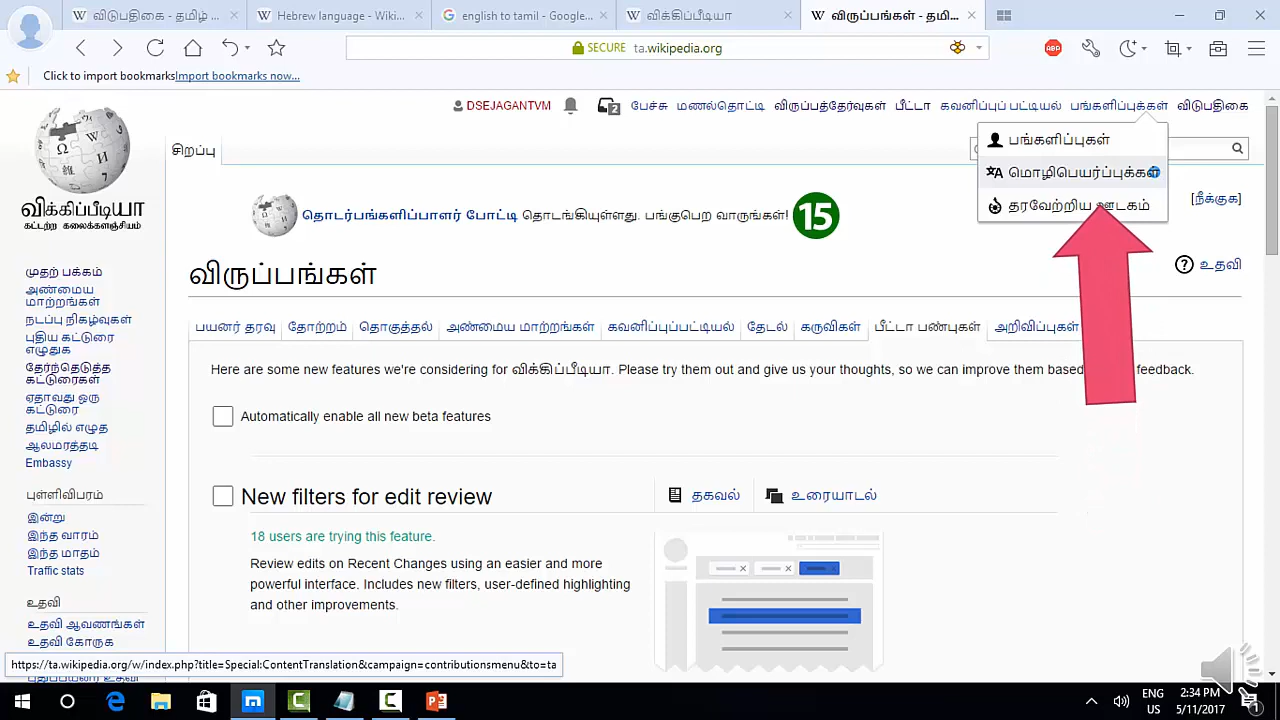 விடுபதிகை - தமிழ் ...
Hebrew language - Wiki...
english to tamil - Google...
விக்கிப்பீடியா
விருப்பங்கள் - தமி...
SECURE ta.wikipedia.org
ABP
Click to import bookmarks Import bookmarks now...
DSEJAGANTVM 2 பேச்சு மணல்தொட்டி விருப்பத்தேர்வுகள் பீட்டா கவனிப்புப் பட்டியல் பங்களிப்புக்கள் விடுபதிகை
பங்களிப்புகள்
மொழிபெயர்ப்புக்கள்
தரவேற்றிய ஊடகம்
சிறப்பு
விக்கிப்பீடியா
கட்டற்ற கலைக்களஞ்சியம்
தொடர்பங்களிப்பாளர் போட்டி தொடங்கியுள்ளது. பங்குபெற வாருங்கள்! 15
[நீக்குக]
விருப்பங்கள்
உதவி
முதற் பக்கம்
அண்மைய மாற்றங்கள்
நடப்பு நிகழ்வுகள்
புதிய கட்டுரை எழுதுக
தேர்ந்தெடுத்த கட்டுரைகள்
ஏதாவது ஒரு கட்டுரை
தமிழில் எழுத
ஆலமரத்தடி
Embassy
புள்ளிவிபரம்
இன்று
இந்த வாரம்
இந்த மாதம்
Traffic stats
உதவி
உதவி ஆவணங்கள்
உதவி கோருக
புதுப்பயனர் உதவி
பயனர் தரவு தோற்றம் தொகுத்தல் அண்மைய மாற்றங்கள் கவனிப்புப்பட்டியல் தேடல் கருவிகள் பீட்டா பண்புகள் அறிவிப்புகள்
Here are some new features we're considering for விக்கிப்பீடியா. Please try them out and give us your thoughts, so we can improve them based feedback.
Automatically enable all new beta features
New filters for edit review
தகவல் உரையாடல்
18 users are trying this feature.
Review edits on Recent Changes using an easier and more
powerful interface. Includes new filters, user-defined highlighting
and other improvements.
https://ta.wikipedia.org/w/index.php?title=Special:ContentTranslation&campaign=contributionsmenu&to=ta
ENG
US
2:34 PM
5/11/2017
1